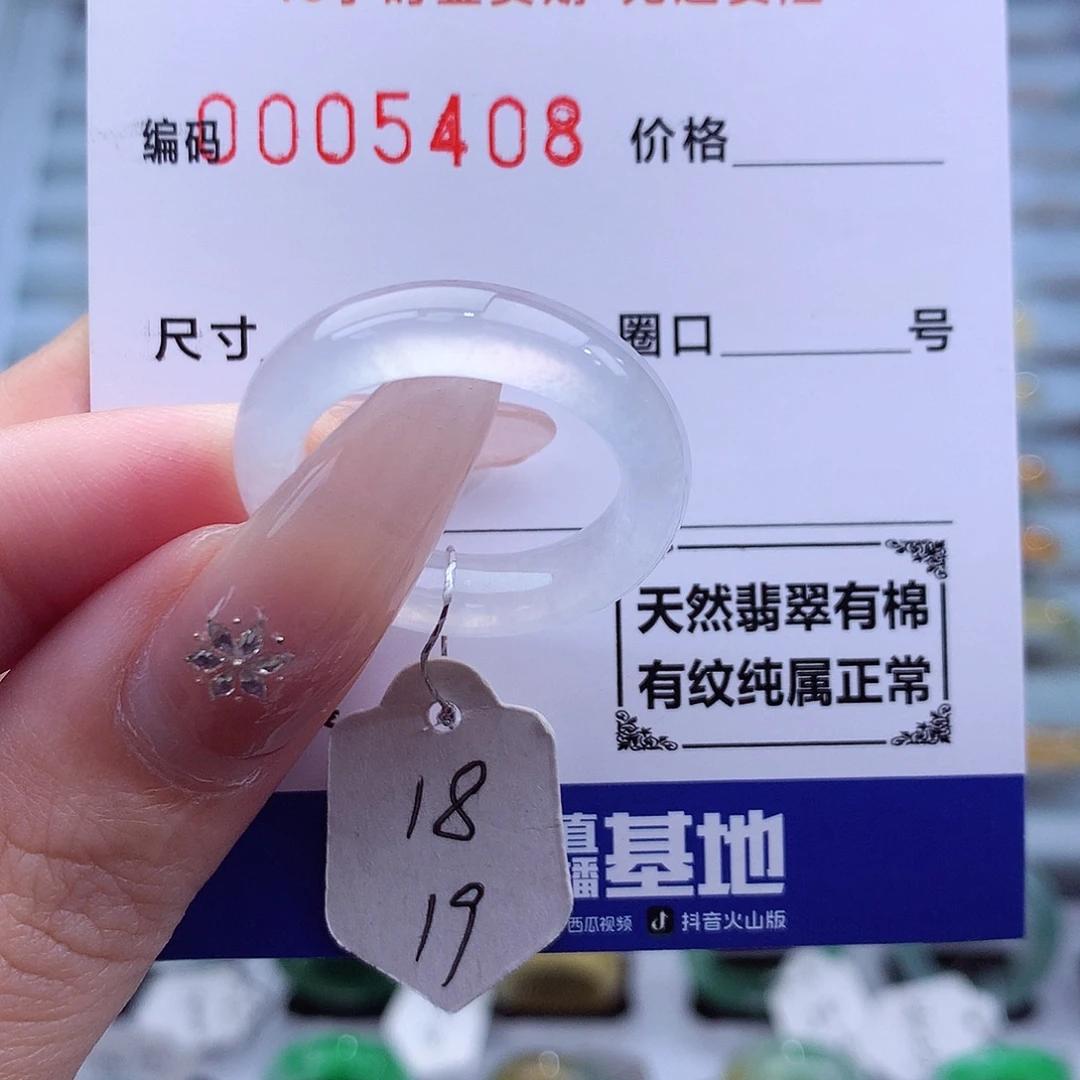 编码0005408 价格
尺寸 圈口 号
天然翡翠有棉
有纹纯属正常
18
19
直播基地
西瓜视频 抖音火山版